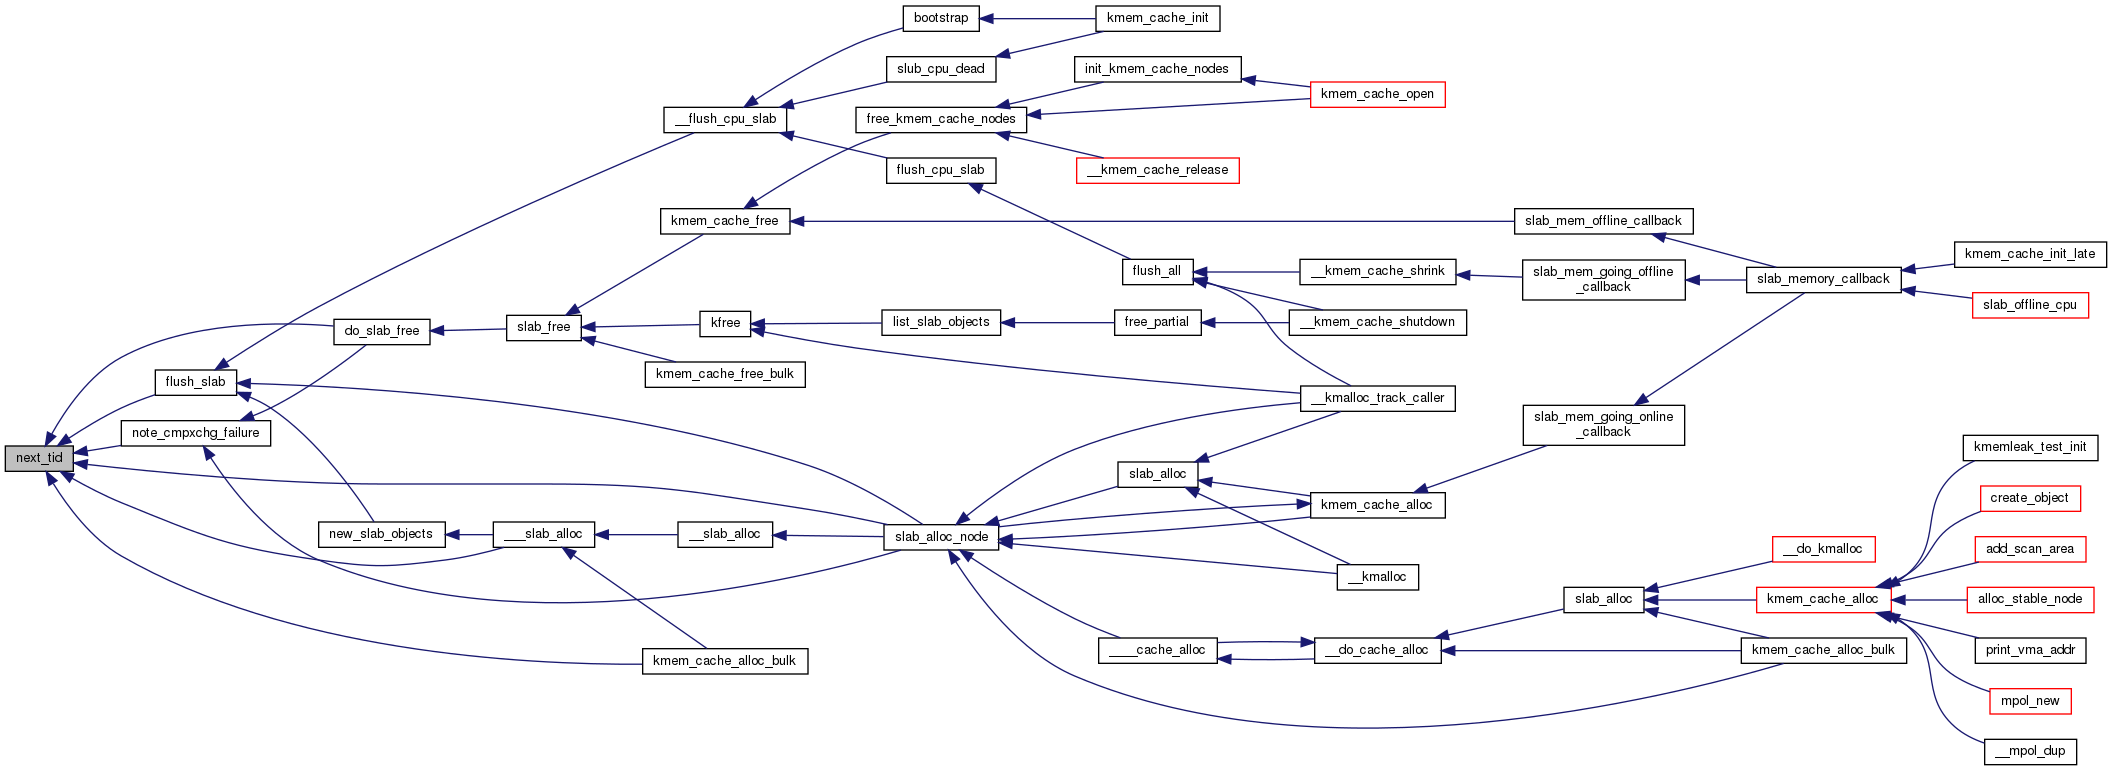 bootstrap
kmem_cache_init
slub_cpu_dead
init_kmem_cache_nodes
kmem_cache_open
__flush_cpu_slab
free_kmem_cache_nodes
flush_cpu_slab
__kmem_cache_release
kmem_cache_free
slab_mem_offline_callback
kmem_cache_init_late
flush_all
__kmem_cache_shrink
slab_mem_going_offline
_callback
slab_memory_callback
slab_offline_cpu
do_slab_free
slab_free
kfree
list_slab_objects
free_partial
__kmem_cache_shutdown
kmem_cache_free_bulk
flush_slab
__kmalloc_track_caller
note_cmpxchg_failure
slab_mem_going_online
_callback
next_tid
kmemleak_test_init
slab_alloc
kmem_cache_alloc
create_object
new_slab_objects
___slab_alloc
__slab_alloc
slab_alloc_node
__do_kmalloc
add_scan_area
__kmalloc
slab_alloc
kmem_cache_alloc
alloc_stable_node
____cache_alloc
__do_cache_alloc
kmem_cache_alloc_bulk
print_vma_addr
kmem_cache_alloc_bulk
mpol_new
__mpol_dup